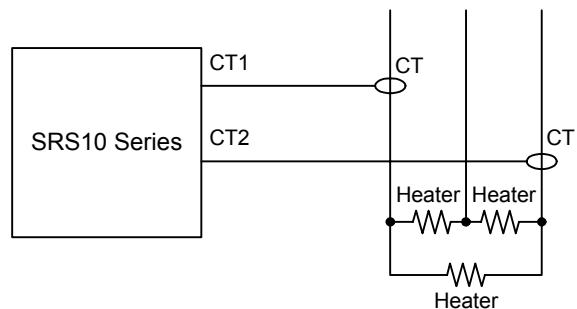 CT1
CT
SRS10 Series
CT2
CT
Heater
Heater
Heater